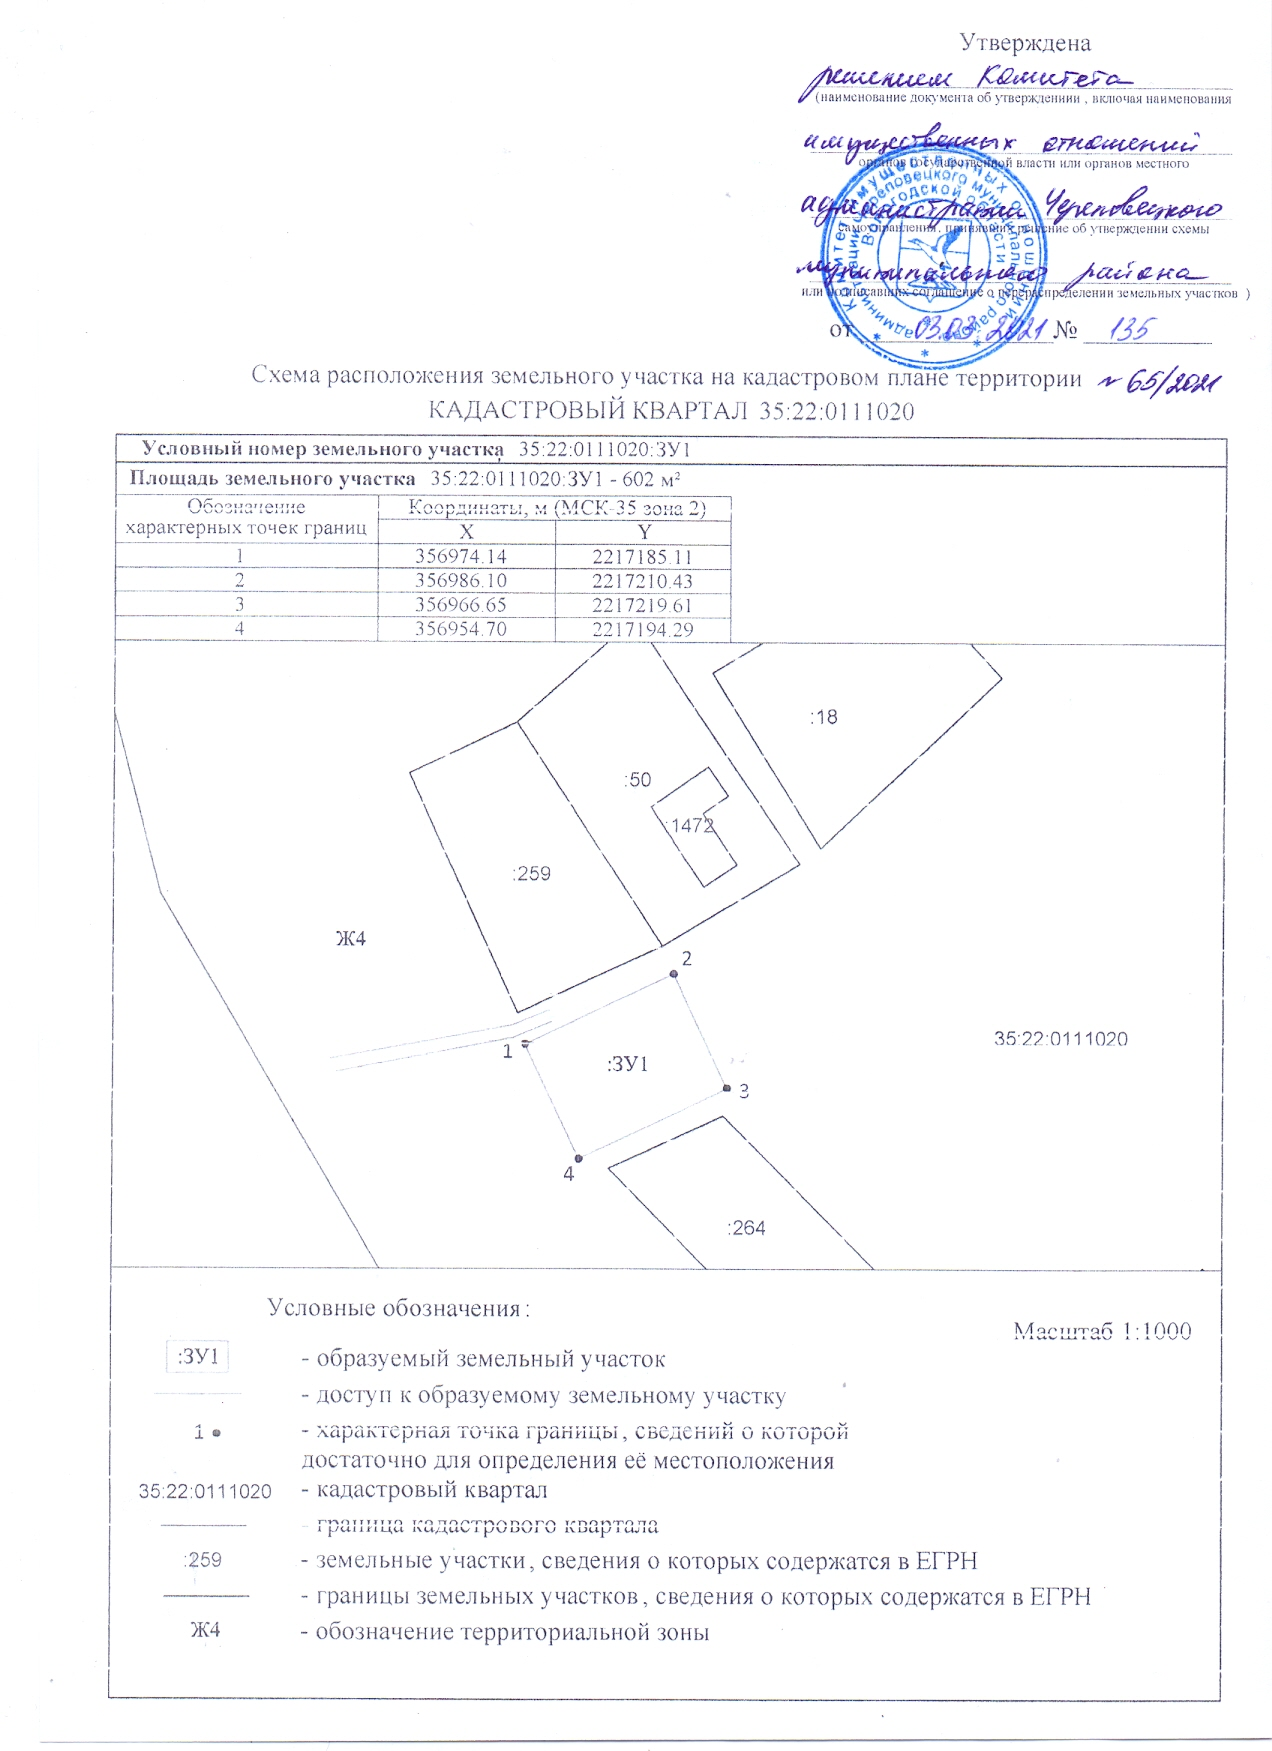 Утверждена
решением Комитета
(наименование документа об утвержденинии , включая наименования
имущественных отношений
органов государственной власти или органов местного
администрации Череповецкого
самоуправления, принявших решение об утверждении схемы
муниципального района
или подписавших соглашение о перераспределении земельных участков )
от 03.03.2021 № 135
Схема расположения земельного участка на кадастровом плане территории № 65/2021
КАДАСТРОВЫЙ КВАРТАЛ 35:22:0111020
Условный номер земельного участка 35:22:0111020:ЗУ1
Площадь земельного участка 35:22:0111020:ЗУ1 - 602 м²
Обозначение характерных точек границ
Координаты, м (МСК-35 зона 2)
X Y
1 356974.14 2217185.11
2 356986.10 2217210.43
3 356966.65 2217219.61
4 356954.70 2217194.29
:18
:50
:1472
:259
Ж4
2
35:22:0111020
1
:ЗУ1
3
4
:264
Условные обозначения:
Масштаб 1:1000
:ЗУ1 - образуемый земельный участок
- доступ к образуемому земельному участку
1 - характерная точка границы, сведений о которой
достаточно для определения её местоположения
35:22:0111020 - кадастровый квартал
- граница кадастрового квартала
:259 - земельные участки, сведения о которых содержатся в ЕГРН
- границы земельных участков, сведения о которых содержатся в ЕГРН
Ж4 - обозначение территориальной зоны